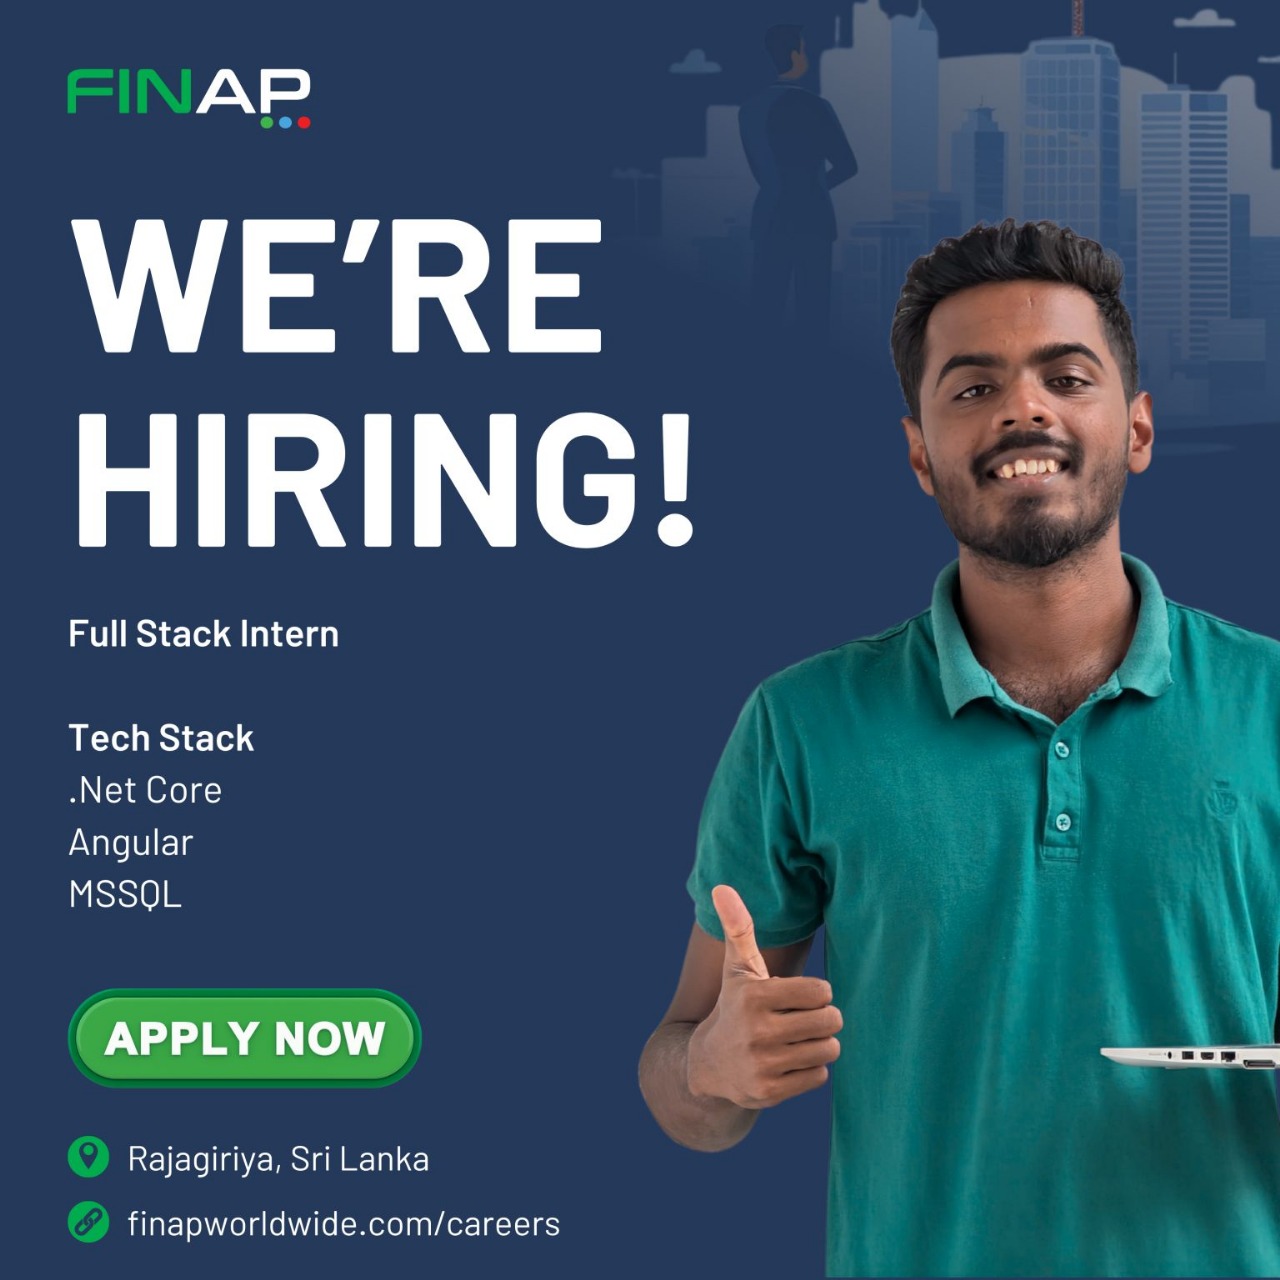 FINAP
WE’RE
HIRING!
Full Stack Intern
Tech Stack
.Net Core
Angular
MSSQL
APPLY NOW
Rajagiriya, Sri Lanka
finapworldwide.com/careers